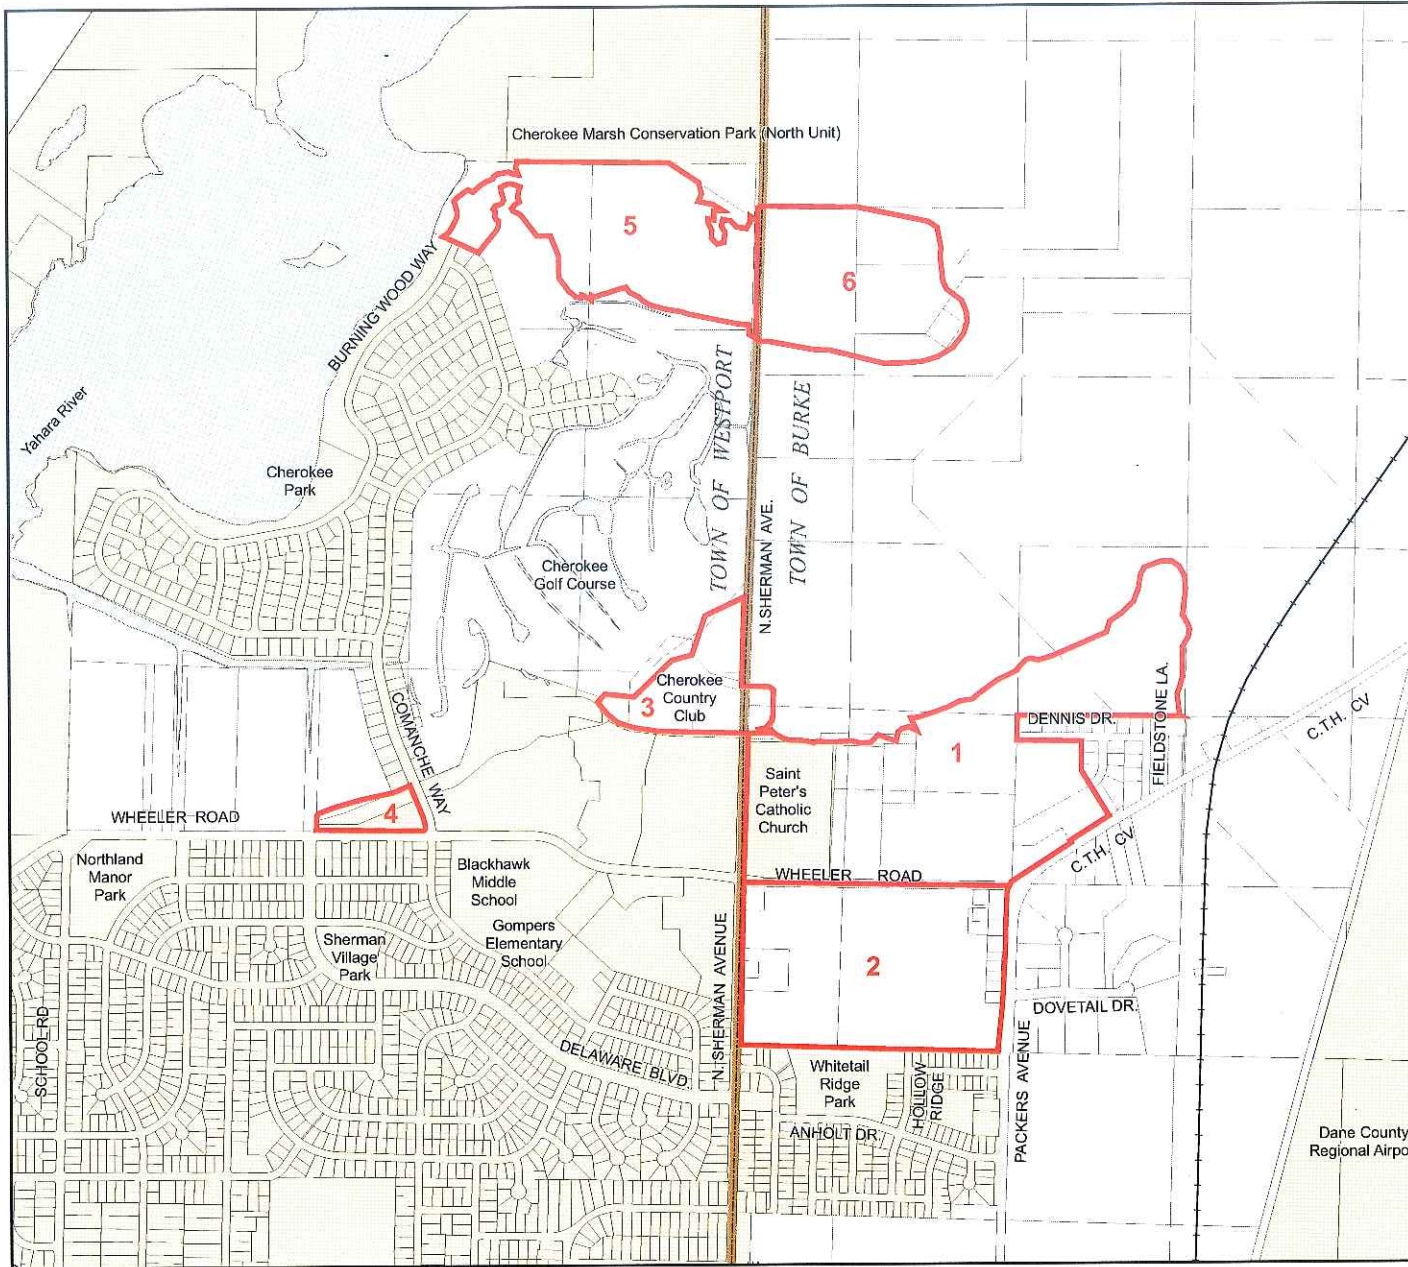 Cherokee Marsh Conservation Park (North Unit)
5
6
BURNING WOOD WAY
Yahara River
TOWN OF WESTPORT
TOWN OF BURKE
Cherokee
Park
N.SHERMAN AVE.
Cherokee
Golf Course
Cherokee
Country
Club
3
COMANCHE WAY
DENNIS DR.
FIELDSTONE LA.
C.T.H. CV
1
Saint
Peter's
Catholic
Church
4
WHEELER ROAD
C.T.H. CV
Northland
Manor
Park
Blackhawk
Middle
School
WHEELER ROAD
Gompers
Elementary
School
Sherman
Village
Park
N.SHERMAN AVENUE
2
DOVETAIL DR.
SCHOOL RD
DELAWARE BLVD
Whitetail
Ridge
Park
HOLLOW
RIDGE
PACKERS AVENUE
ANHOLT DR.
Dane County
Regional Airpo